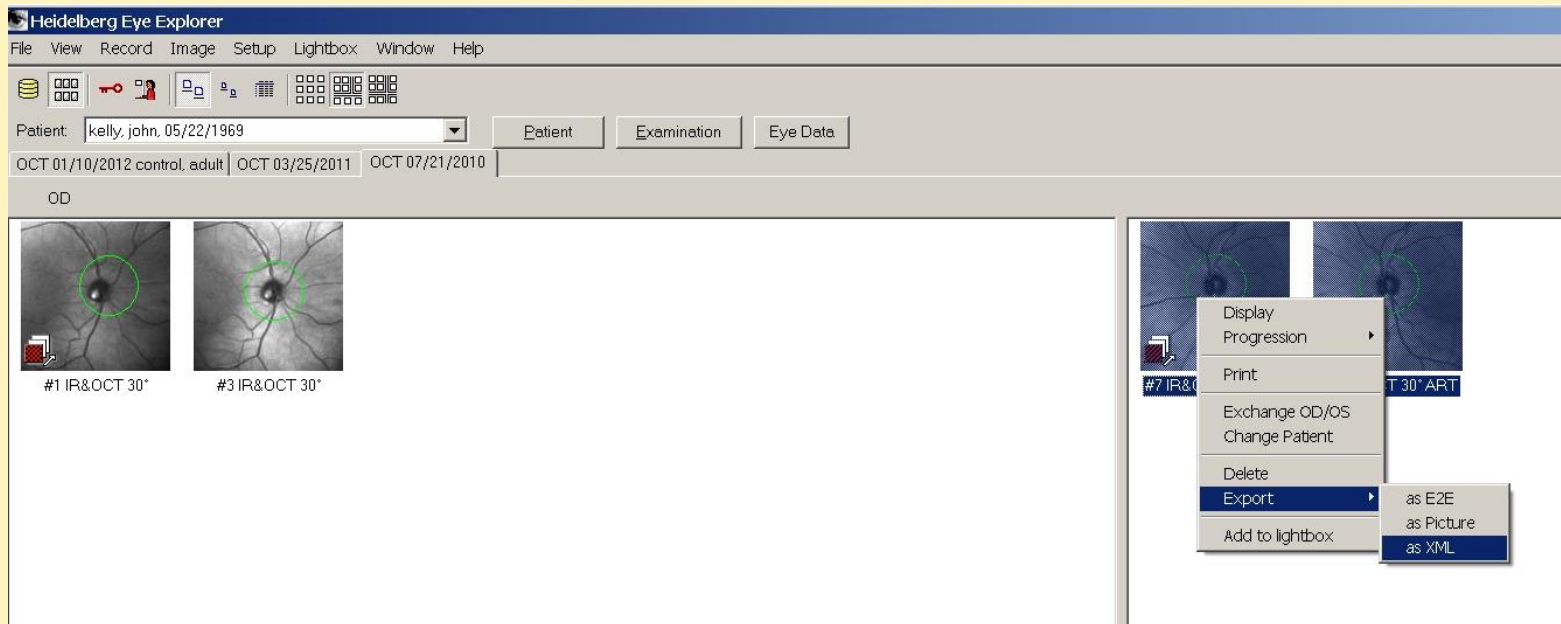 Heidelberg Eye Explorer
File View Record Image Setup Lightbox Window Help
Patient: kelly, john, 05/22/1969 Patient Examination Eye Data
OCT 01/10/2012 control, adult OCT 03/25/2011 OCT 07/21/2010
OD
#1 IR&OCT 30° #3 IR&OCT 30°
#7 IR& T 30° ART
Display
Progression
Print
Exchange OD/OS
Change Patient
Delete
Export
Add to lightbox
as E2E
as Picture
as XML